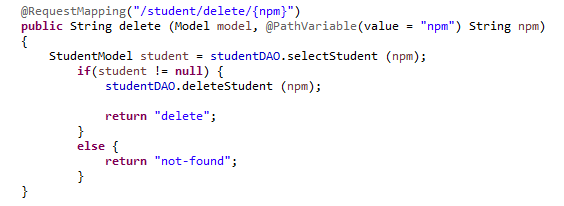 @RequestMapping("/student/delete/{npm}")
public String delete (Model model, @PathVariable(value = "npm") String npm)
{
    StudentModel student = studentDAO.selectStudent (npm);
        if(student != null) {
            studentDAO.deleteStudent (npm);

            return "delete";
        }
        else {
            return "not-found";
        }
}